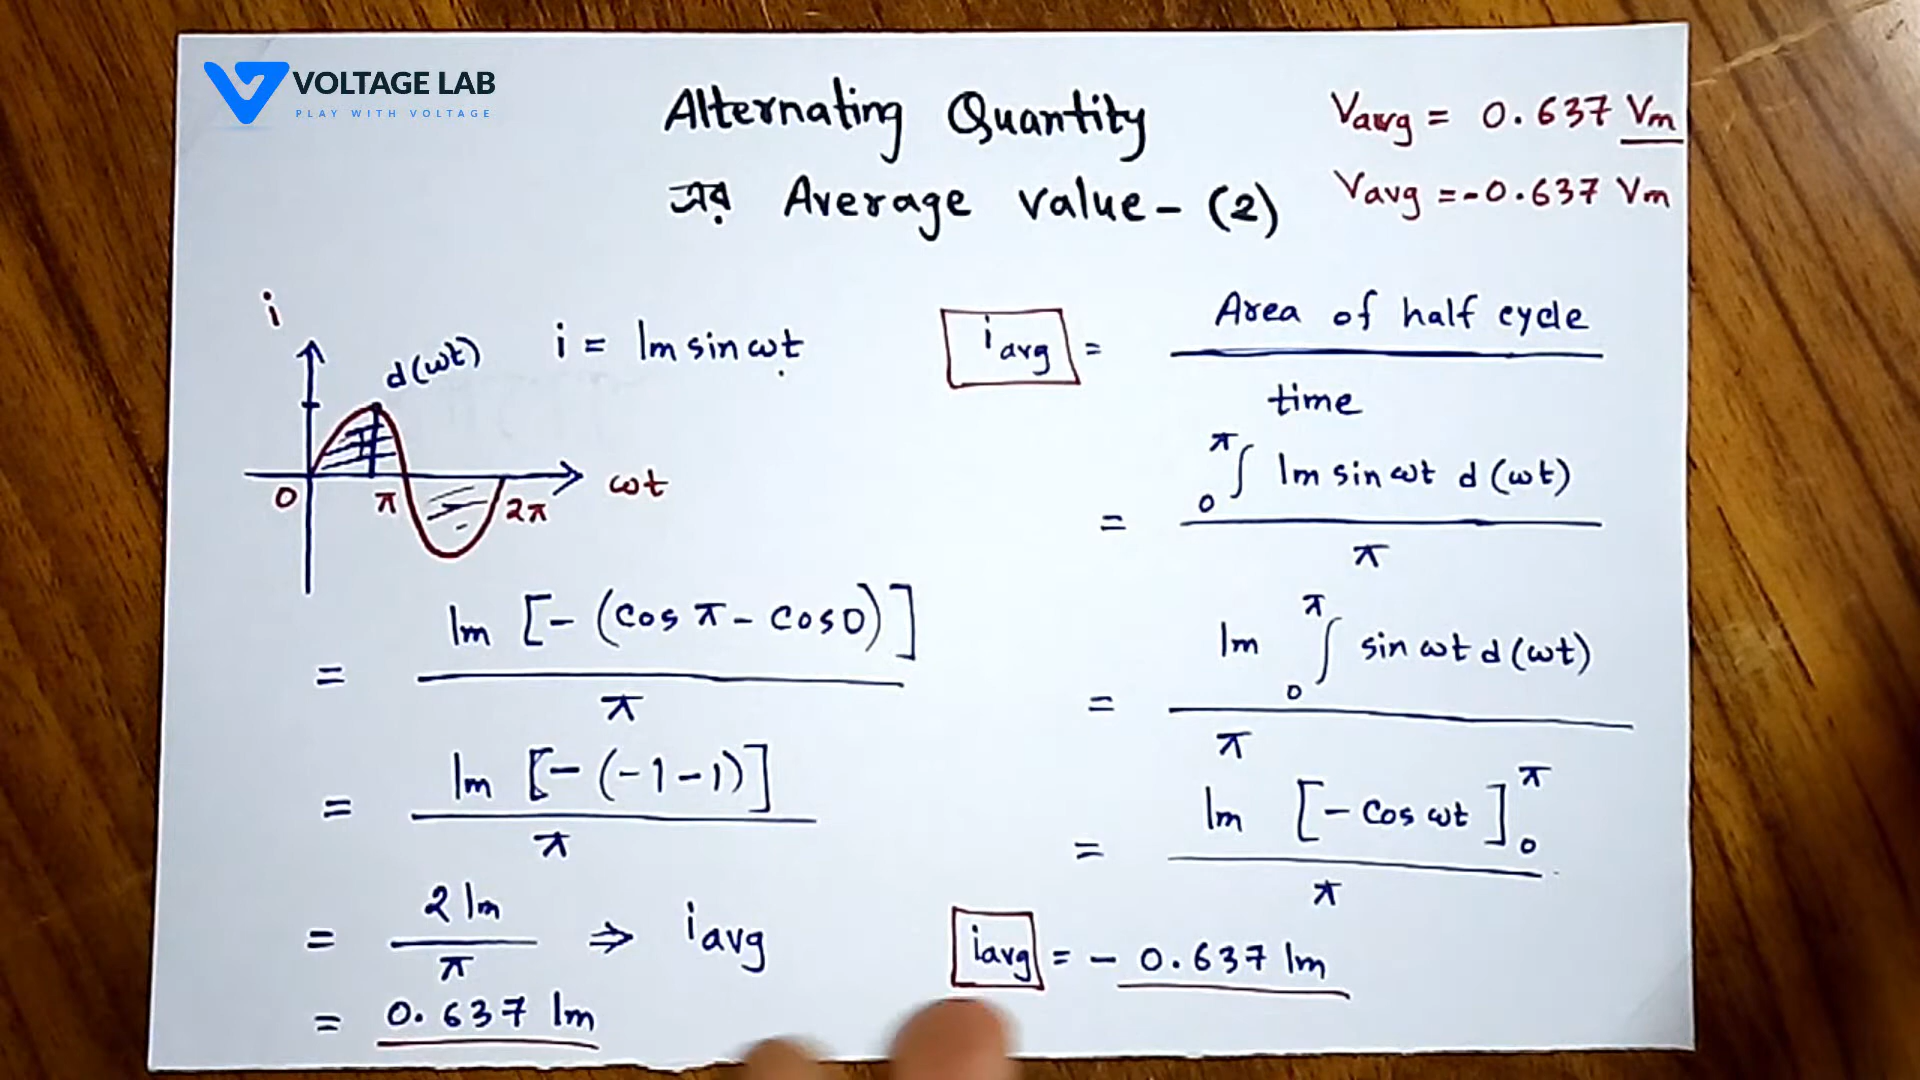 VOLTAGE LAB
PLAY WITH VOLTAGE
Alternating Quantity
এর Average value - (2)
Vavg = 0.637 Vm
Vavg = -0.637 Vm
i
d(ωt)
i = Im sin ωt
0 π 2π ωt
iavg = Area of half cycle / time
= 0∫π Im sin ωt d(ωt) / π
= Im 0∫π sin ωt d(ωt) / π
= Im [- cos ωt]0π / π
= Im [- (cos π - cos 0)] / π
= Im [- (-1-1)] / π
= 2 Im / π ⇒ iavg
= 0.637 Im
iavg = - 0.637 Im